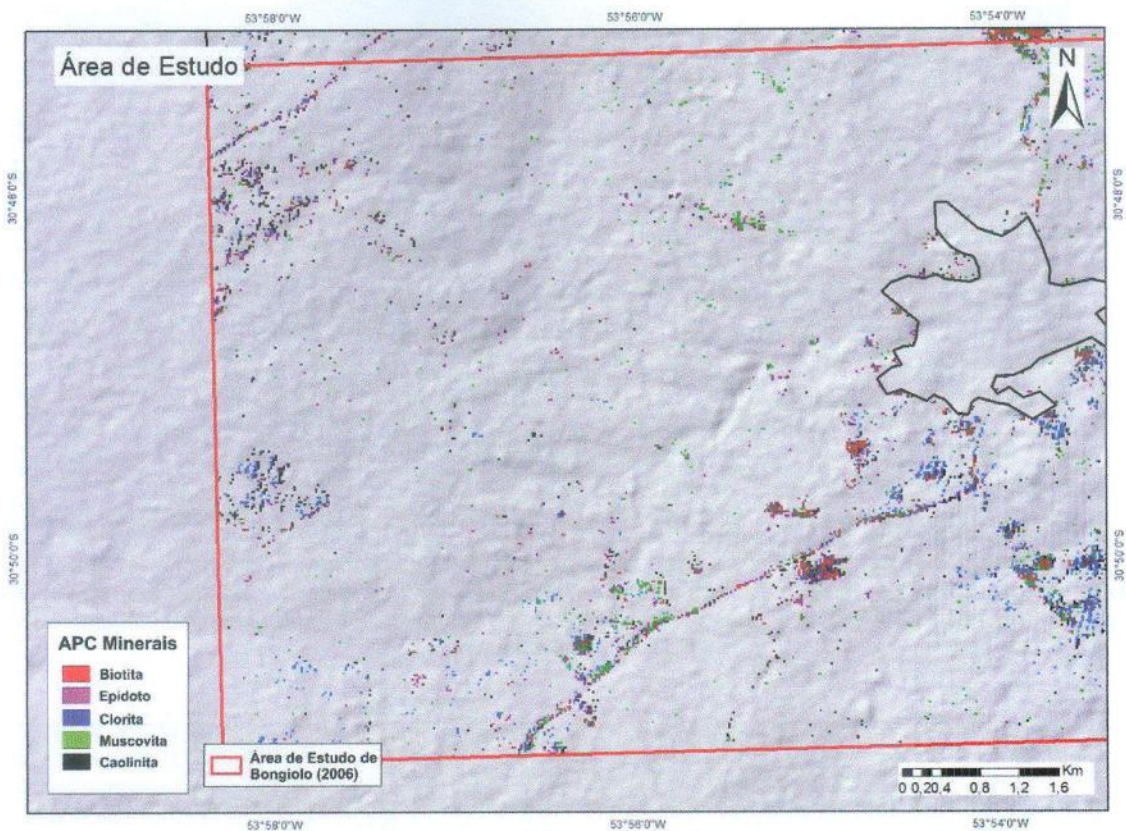 53°58'0"W
53°56'0"W
53°54'0"W
Área de Estudo
N
30°48'0"S
30°48'0"S
30°50'0"S
30°50'0"S
APC Minerais
Biotita
Epidoto
Clorita
Muscovita
Caolinita
Área de Estudo de
Bongiolo (2006)
Km
0 0,20,4 0,8 1,2 1,6
53°58'0"W
53°56'0"W
53°54'0"W